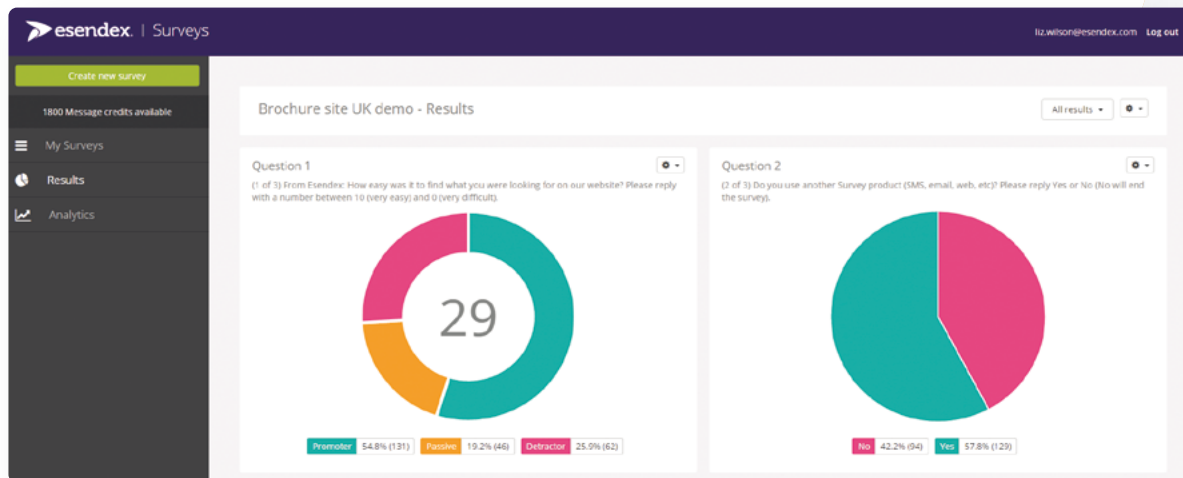 esendex. | Surveys
liz.wilson@esendex.com Log out
Create new survey
1800 Message credits available
My Surveys
Results
Analytics
Brochure site UK demo - Results
All results
Question 1
(1 of 3) From Esendex: How easy was it to find what you were looking for on our website? Please reply
with a number between 10 (very easy) and 0 (very difficult).
29
Promoter 54.8% (131) Passive 19.2% (46) Detractor 25.9% (62)
Question 2
(2 of 3) Do you use another Survey product (SMS, email, web, etc)? Please reply Yes or No (No will end
the survey).
No 42.2% (94) Yes 57.8% (129)